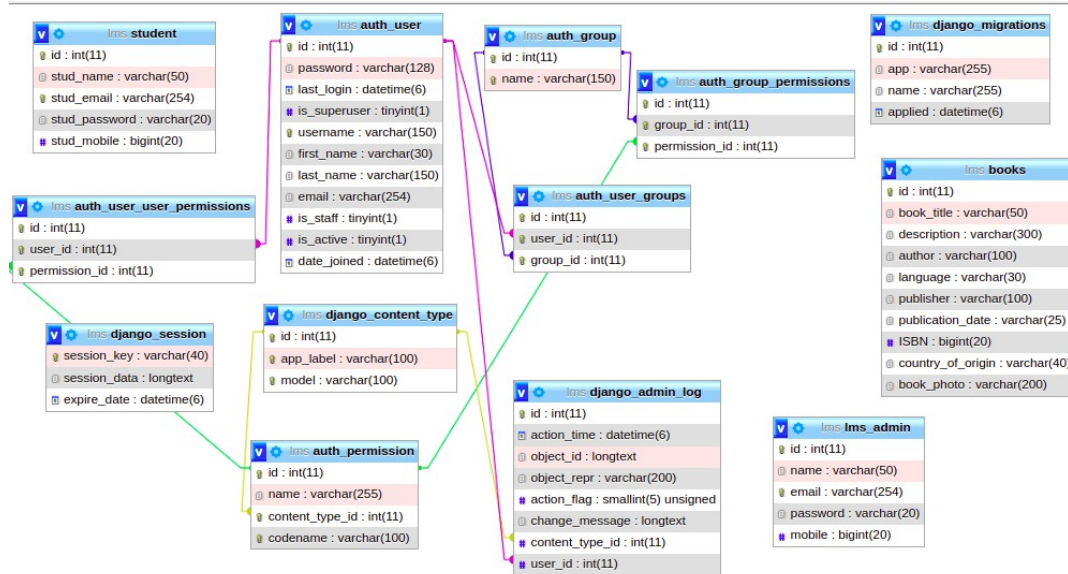 lms student
id : int(11)
stud_name : varchar(50)
stud_email : varchar(254)
stud_password : varchar(20)
stud_mobile : bigint(20)
lms auth_user
id : int(11)
password : varchar(128)
last_login : datetime(6)
is_superuser : tinyint(1)
username : varchar(150)
first_name : varchar(30)
last_name : varchar(150)
email : varchar(254)
is_staff : tinyint(1)
is_active : tinyint(1)
date_joined : datetime(6)
lms auth_group
id : int(11)
name : varchar(150)
lms auth_group_permissions
id : int(11)
group_id : int(11)
permission_id : int(11)
lms django_migrations
id : int(11)
app : varchar(255)
name : varchar(255)
applied : datetime(6)
lms auth_user_user_permissions
id : int(11)
user_id : int(11)
permission_id : int(11)
lms auth_user_groups
id : int(11)
user_id : int(11)
group_id : int(11)
lms books
id : int(11)
book_title : varchar(50)
description : varchar(300)
author : varchar(100)
language : varchar(30)
publisher : varchar(100)
publication_date : varchar(25)
ISBN : bigint(20)
country_of_origin : varchar(40)
book_photo : varchar(200)
lms django_session
session_key : varchar(40)
session_data : longtext
expire_date : datetime(6)
lms django_content_type
id : int(11)
app_label : varchar(100)
model : varchar(100)
lms django_admin_log
id : int(11)
action_time : datetime(6)
object_id : longtext
object_repr : varchar(200)
action_flag : smallint(5) unsigned
change_message : longtext
content_type_id : int(11)
user_id : int(11)
lms auth_permission
id : int(11)
name : varchar(255)
content_type_id : int(11)
codename : varchar(100)
lms lms_admin
id : int(11)
name : varchar(50)
email : varchar(254)
password : varchar(20)
mobile : bigint(20)